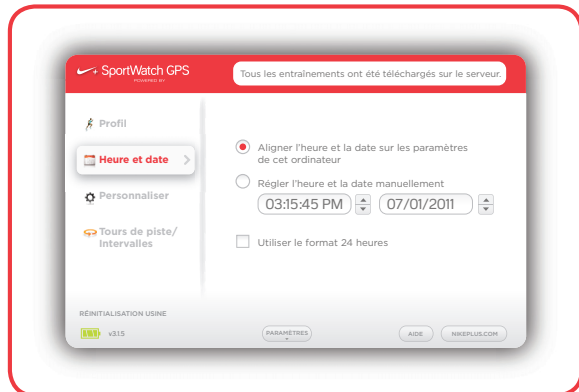 SportWatch GPS
POWERED BY
Tous les entraînements ont été téléchargés sur le serveur.
Profil
Heure et date
Personnaliser
Tours de piste/
Intervalles
Aligner l'heure et la date sur les paramètres
de cet ordinateur
Régler l'heure et la date manuellement
03:15:45 PM
07/01/2011
Utiliser le format 24 heures
RÉINITIALISATION USINE
v3.1.5
PARAMÈTRES
AIDE
NIKEPLUS.COM